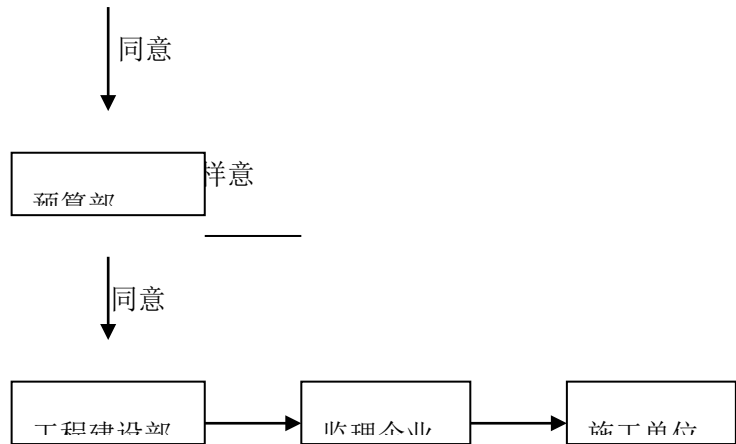 同意
样意
预算部
同意
工程建设部
监理企业
施工单位